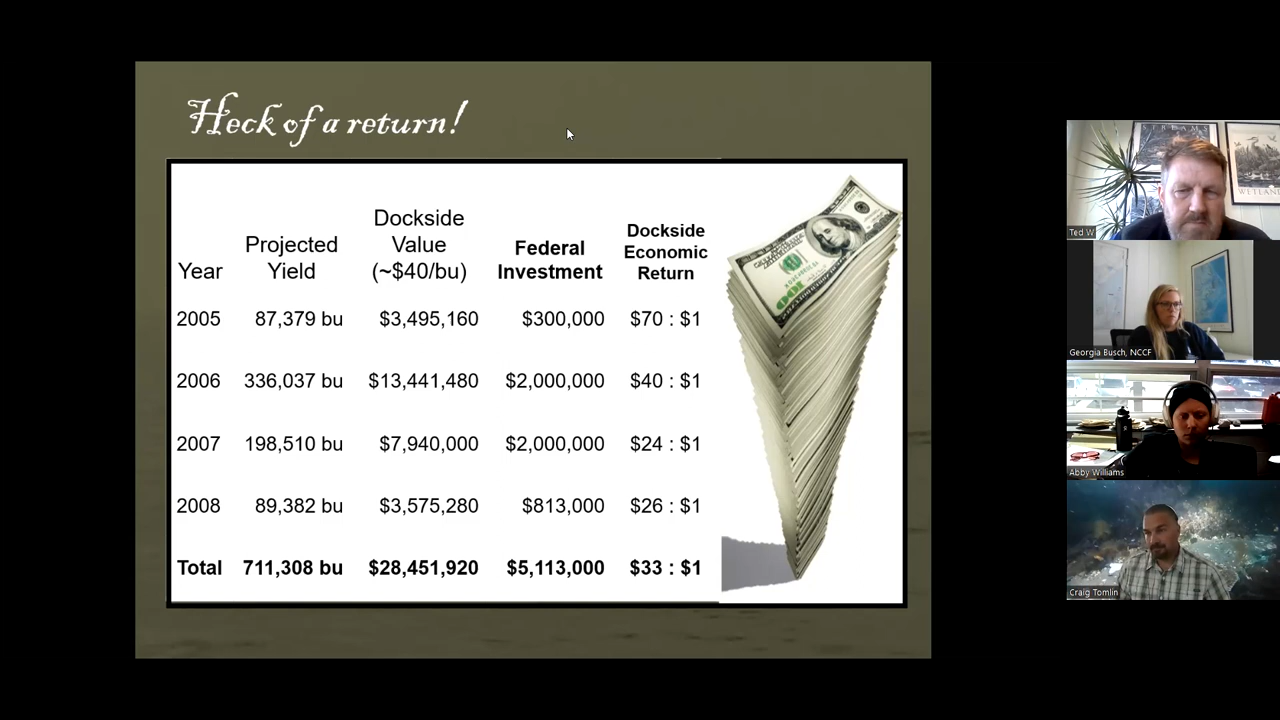 Heck of a return!
Year Projected Yield Dockside Value (~$40/bu) Federal Investment Dockside Economic Return
2005 87,379 bu $3,495,160 $300,000 $70 : $1
2006 336,037 bu $13,441,480 $2,000,000 $40 : $1
2007 198,510 bu $7,940,000 $2,000,000 $24 : $1
2008 89,382 bu $3,575,280 $813,000 $26 : $1
Total 711,308 bu $28,451,920 $5,113,000 $33 : $1
STREAMS
WETLAND
Ted W
Georgia Busch, NCCF
Abby Williams
Craig Tomlin